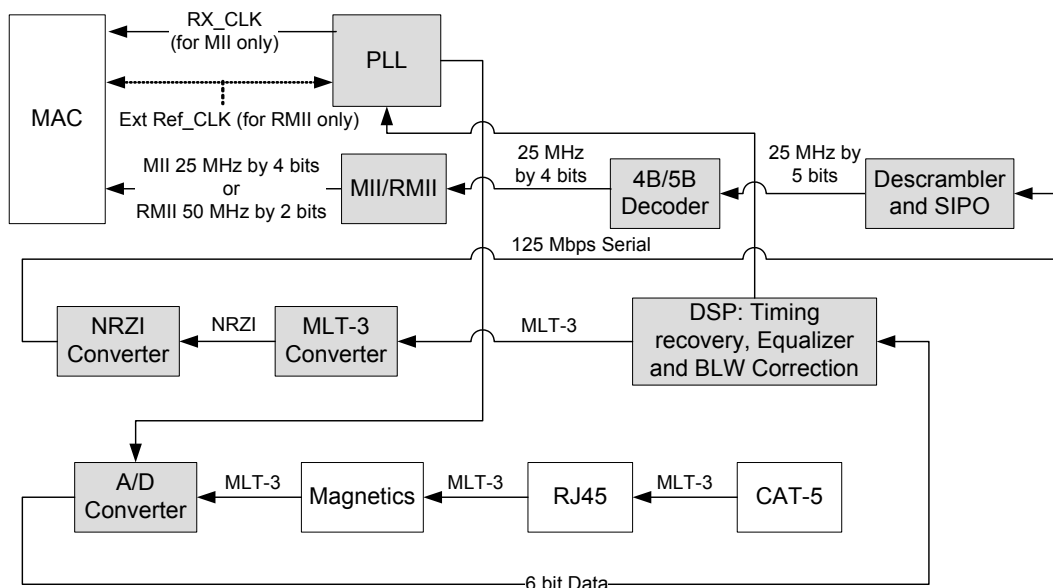 RX_CLK
(for MII only)
PLL
MAC
Ext Ref_CLK (for RMII only)
MII 25 MHz by 4 bits
or
RMII 50 MHz by 2 bits
MII/RMII
25 MHz
by 4 bits
4B/5B
Decoder
25 MHz by
5 bits
Descrambler
and SIPO
125 Mbps Serial
NRZI
Converter
NRZI
MLT-3
Converter
MLT-3
DSP: Timing
recovery, Equalizer
and BLW Correction
A/D
Converter
MLT-3
Magnetics
MLT-3
RJ45
MLT-3
CAT-5
6 bit Data